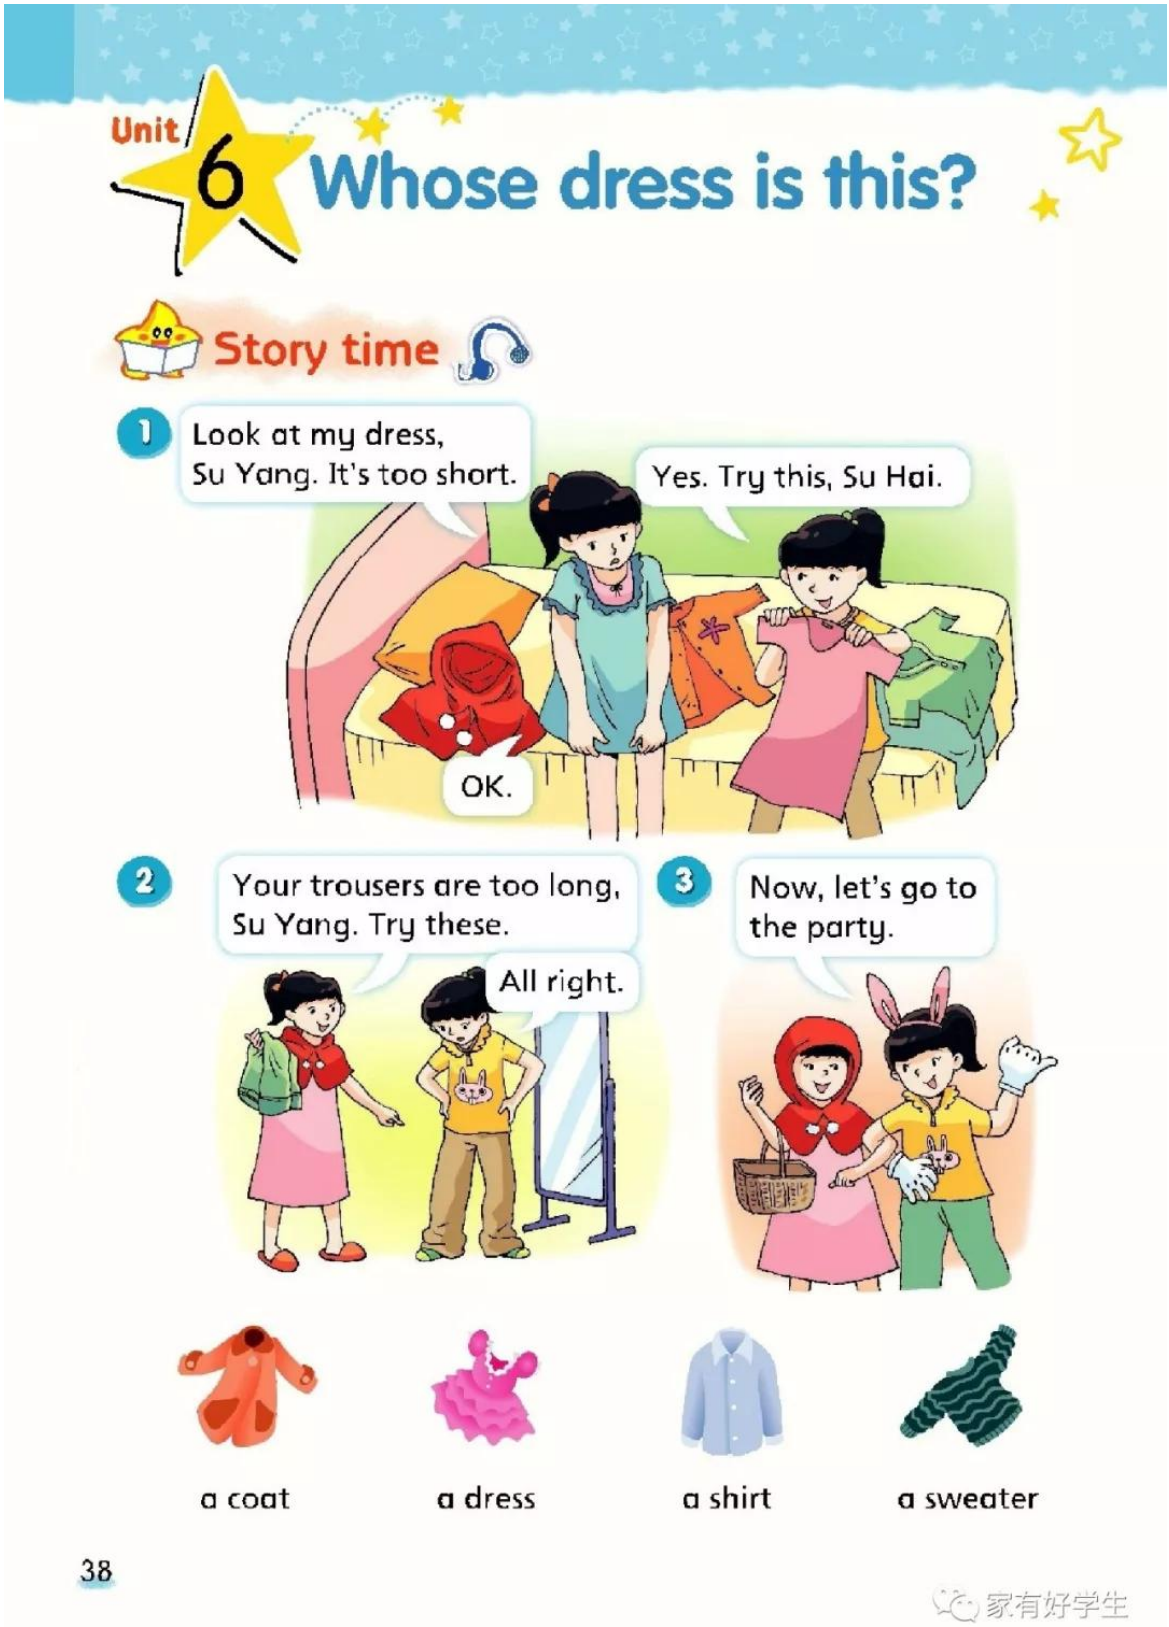 Unit
6
Whose dress is this?
Story time
1
Look at my dress,
Su Yang. It's too short.
Yes. Try this, Su Hai.
OK.
2
Your trousers are too long,
Su Yang. Try these.
All right.
3
Now, let's go to
the party.
a coat
a dress
a shirt
a sweater
38
家有好学生